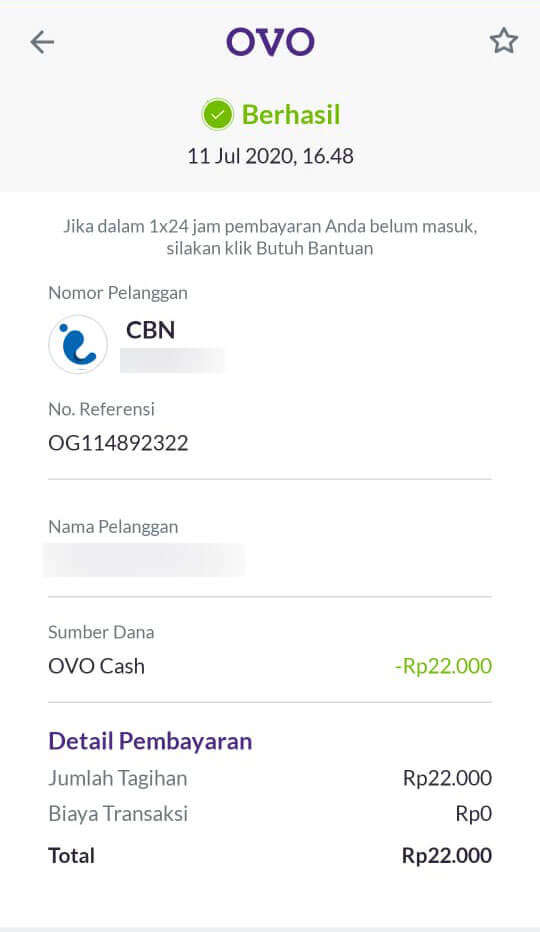 OVO
Berhasil
11 Jul 2020, 16.48
Jika dalam 1x24 jam pembayaran Anda belum masuk,
silakan klik Butuh Bantuan
Nomor Pelanggan
CBN
No. Referensi
OG114892322
Nama Pelanggan
Sumber Dana
OVO Cash -Rp22.000
Detail Pembayaran
Jumlah Tagihan Rp22.000
Biaya Transaksi Rp0
Total Rp22.000